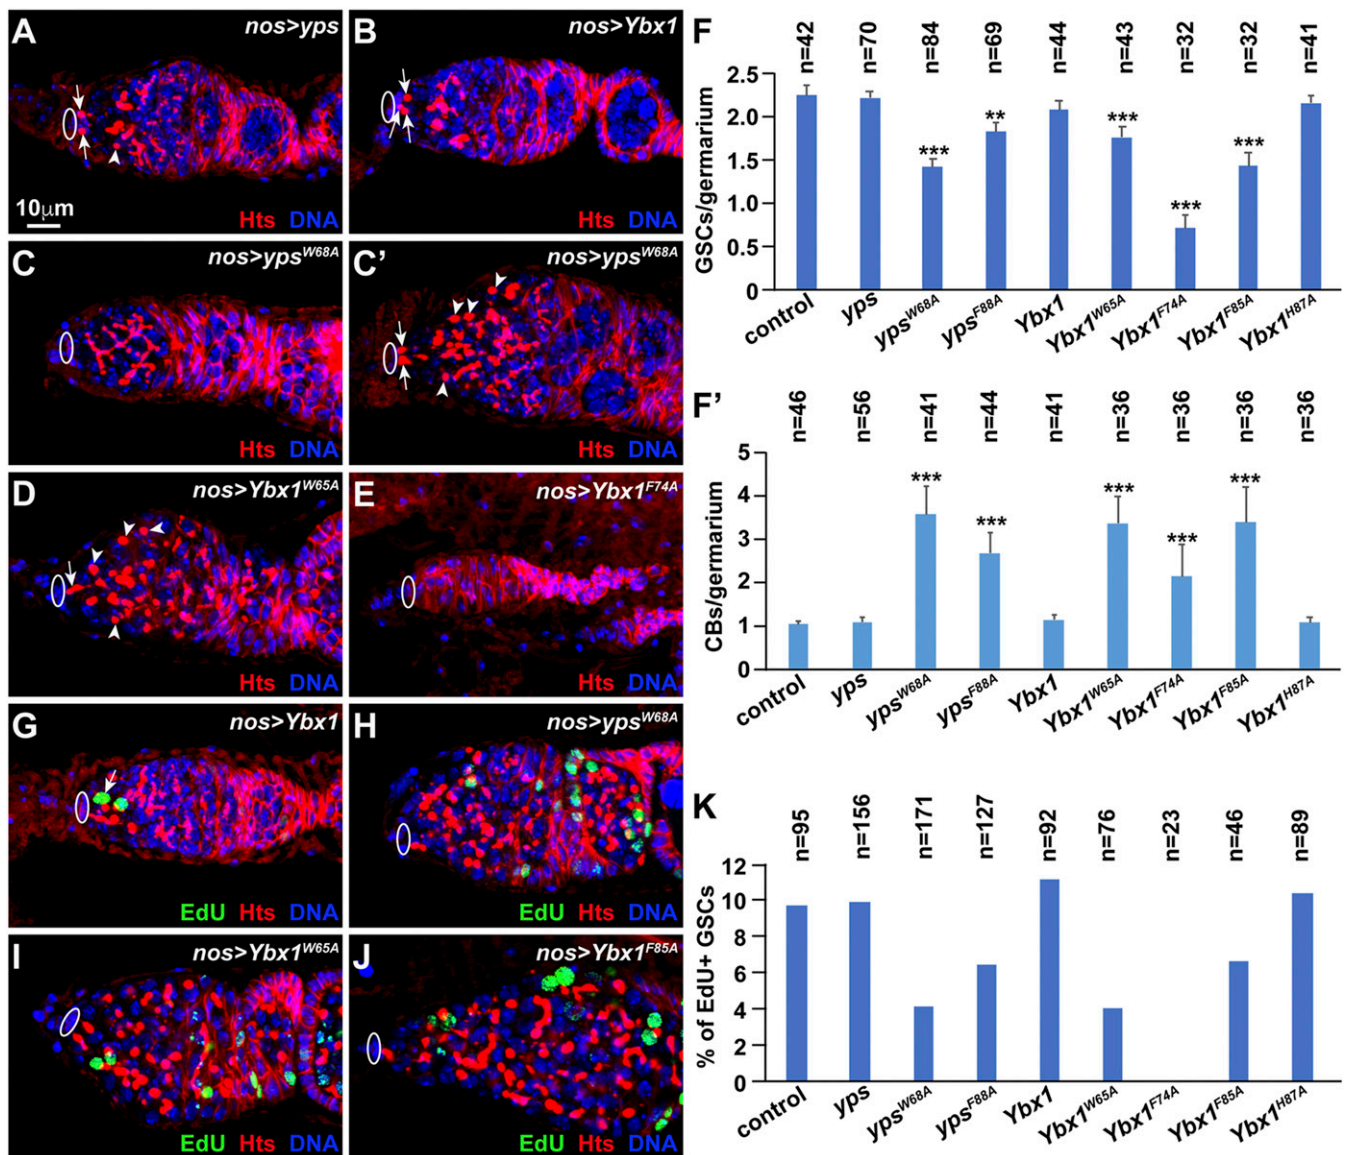 A nos>yps
10μm
Hts DNA
B nos>Ybx1
Hts DNA
C nos>yps^W68A
Hts DNA
C' nos>yps^W68A
Hts DNA
D nos>Ybx1^W65A
Hts DNA
E nos>Ybx1^F74A
Hts DNA
G nos>Ybx1
EdU Hts DNA
H nos>yps^W68A
EdU Hts DNA
I nos>Ybx1^W65A
EdU Hts DNA
J nos>Ybx1^F85A
EdU Hts DNA
F
n=42 n=70 n=84 n=69 n=44 n=43 n=32 n=32 n=41
GSCs/germarium
2.5
2.0
1.5
1.0
0.5
0
*** ** *** *** ***
control yps yps^W68A yps^F88A Ybx1 Ybx1^W65A Ybx1^F74A Ybx1^F85A Ybx1^H87A
F'
n=46 n=56 n=41 n=44 n=41 n=36 n=36 n=36 n=36
CBs/germarium
5
4
3
2
1
0
*** *** *** *** ***
control yps yps^W68A yps^F88A Ybx1 Ybx1^W65A Ybx1^F74A Ybx1^F85A Ybx1^H87A
K
n=95 n=156 n=171 n=127 n=92 n=76 n=23 n=46 n=89
% of EdU+ GSCs
12
10
8
6
4
2
0
control yps yps^W68A yps^F88A Ybx1 Ybx1^W65A Ybx1^F74A Ybx1^F85A Ybx1^H87A